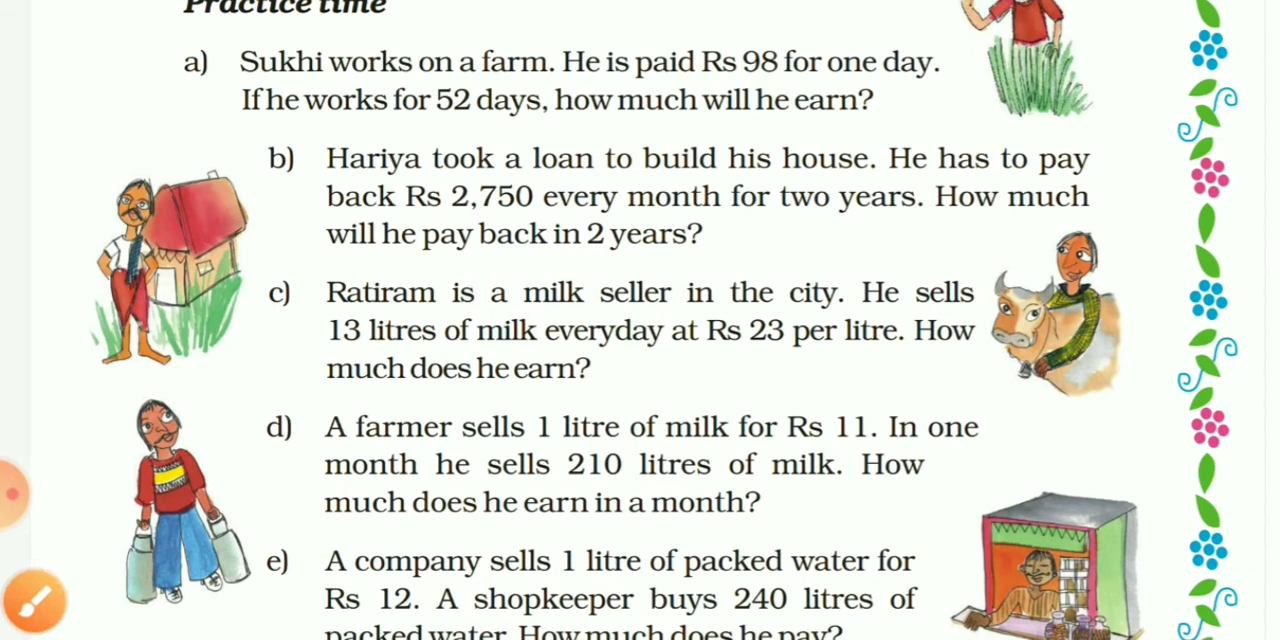 Practice time
a) Sukhi works on a farm. He is paid Rs 98 for one day.
If he works for 52 days, how much will he earn?
b) Hariya took a loan to build his house. He has to pay
back Rs 2,750 every month for two years. How much
will he pay back in 2 years?
c) Ratiram is a milk seller in the city. He sells
13 litres of milk everyday at Rs 23 per litre. How
much does he earn?
d) A farmer sells 1 litre of milk for Rs 11. In one
month he sells 210 litres of milk. How
much does he earn in a month?
e) A company sells 1 litre of packed water for
Rs 12. A shopkeeper buys 240 litres of
packed water. How much does he pay?